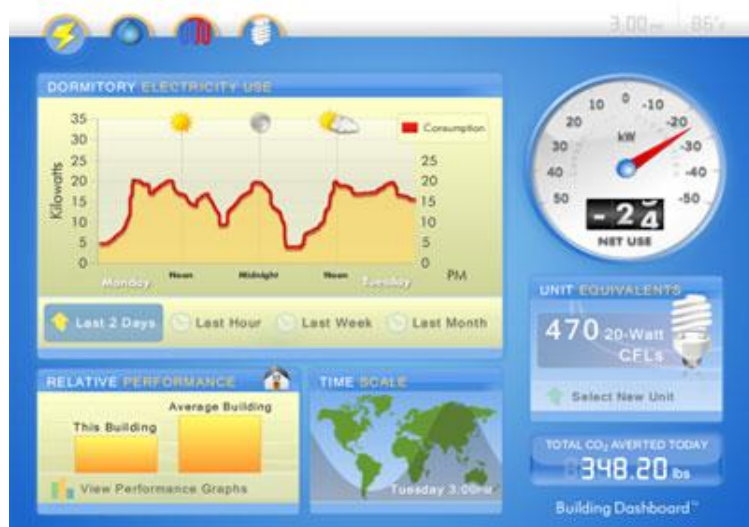 3:00 PM 86°F
DORMITORY ELECTRICITY USE
Consumption
Kilowatts
35
30
25
20
15
10
5
0
25
20
15
10
5
0
Monday Noon Midnight Noon Tuesday PM
Last 2 Days Last Hour Last Week Last Month
10 0 -10
20 -20
30 kW -30
40 -40
50 -50
NET USE
UNIT EQUIVALENTS
470 20-Watt
CFLs
Select New Unit
RELATIVE PERFORMANCE
Average Building
This Building
View Performance Graphs
TIME SCALE
Tuesday 3:00PM
TOTAL CO₂ AVERTED TODAY
348.20 lbs
Building Dashboard™